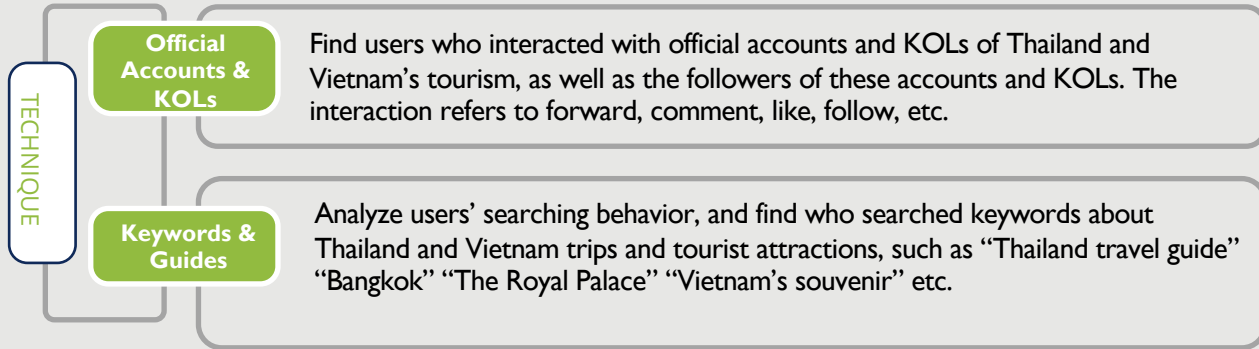 TECHNIQUE
Official
Accounts &
KOLs
Find users who interacted with official accounts and KOLs of Thailand and
Vietnam’s tourism, as well as the followers of these accounts and KOLs. The
interaction refers to forward, comment, like, follow, etc.
Keywords &
Guides
Analyze users’ searching behavior, and find who searched keywords about
Thailand and Vietnam trips and tourist attractions, such as “Thailand travel guide”
“Bangkok” “The Royal Palace” “Vietnam’s souvenir” etc.